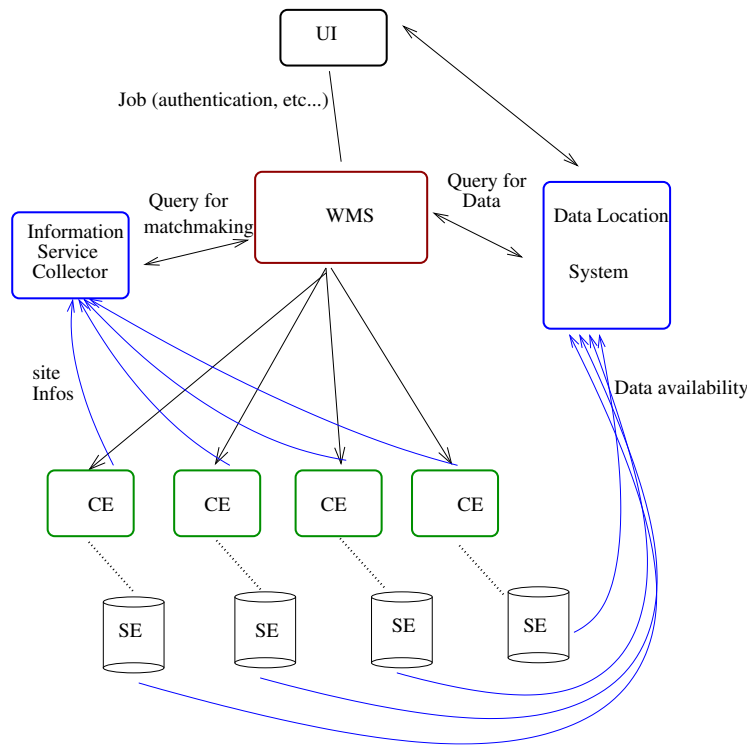 UI
Job (authentication, etc...)
Query for
matchmaking
WMS
Query for
Data
Information
Service
Collector
Data Location
System
site
Infos
Data availability
CE
CE
CE
CE
SE
SE
SE
SE